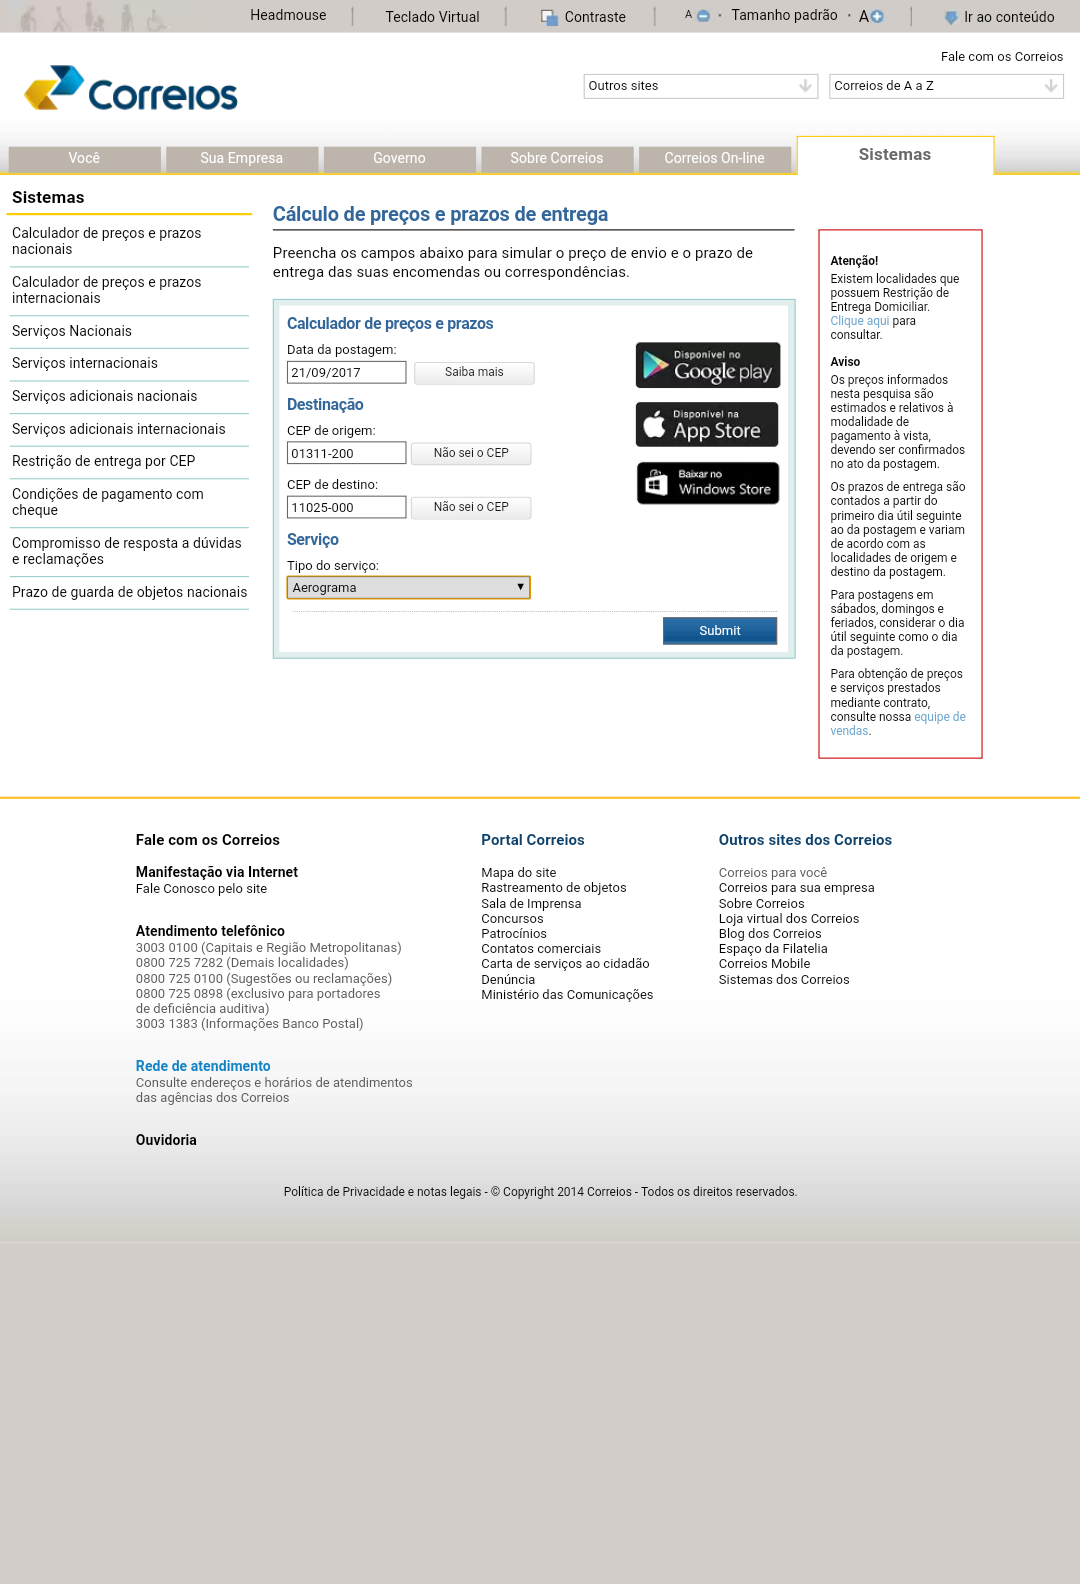 Headmouse
Teclado Virtual
Contraste
A
Tamanho padrão
A
Ir ao conteúdo
Fale com os Correios
Correios
Outros sites
Correios de A a Z
Você
Sua Empresa
Governo
Sobre Correios
Correios On-line
Sistemas
Sistemas
Calculador de preços e prazos
nacionais
Calculador de preços e prazos
internacionais
Serviços Nacionais
Serviços internacionais
Serviços adicionais nacionais
Serviços adicionais internacionais
Restrição de entrega por CEP
Condições de pagamento com
cheque
Compromisso de resposta a dúvidas
e reclamações
Prazo de guarda de objetos nacionais
Cálculo de preços e prazos de entrega
Preencha os campos abaixo para simular o preço de envio e o prazo de
entrega das suas encomendas ou correspondências.
Calculador de preços e prazos
Data da postagem:
21/09/2017
Saiba mais
Destinação
CEP de origem:
01311-200
Não sei o CEP
CEP de destino:
11025-000
Não sei o CEP
Serviço
Tipo do serviço:
Aerograma
Submit
Disponível no
Google play
Disponível na
App Store
Baixar no
Windows Store
Atenção!
Existem localidades que
possuem Restrição de
Entrega Domiciliar.
Clique aqui para
consultar.
Aviso
Os preços informados
nesta pesquisa são
estimados e relativos à
modalidade de
pagamento à vista,
devendo ser confirmados
no ato da postagem.
Os prazos de entrega são
contados a partir do
primeiro dia útil seguinte
ao da postagem e variam
de acordo com as
localidades de origem e
destino da postagem.
Para postagens em
sábados, domingos e
feriados, considerar o dia
útil seguinte como o dia
da postagem.
Para obtenção de preços
e serviços prestados
mediante contrato,
consulte nossa equipe de
vendas.
Fale com os Correios
Manifestação via Internet
Fale Conosco pelo site
Atendimento telefônico
3003 0100 (Capitais e Região Metropolitanas)
0800 725 7282 (Demais localidades)
0800 725 0100 (Sugestões ou reclamações)
0800 725 0898 (exclusivo para portadores
de deficiência auditiva)
3003 1383 (Informações Banco Postal)
Rede de atendimento
Consulte endereços e horários de atendimentos
das agências dos Correios
Ouvidoria
Portal Correios
Mapa do site
Rastreamento de objetos
Sala de Imprensa
Concursos
Patrocínios
Contatos comerciais
Carta de serviços ao cidadão
Denúncia
Ministério das Comunicações
Outros sites dos Correios
Correios para você
Correios para sua empresa
Sobre Correios
Loja virtual dos Correios
Blog dos Correios
Espaço da Filatelia
Correios Mobile
Sistemas dos Correios
Política de Privacidade e notas legais - © Copyright 2014 Correios - Todos os direitos reservados.